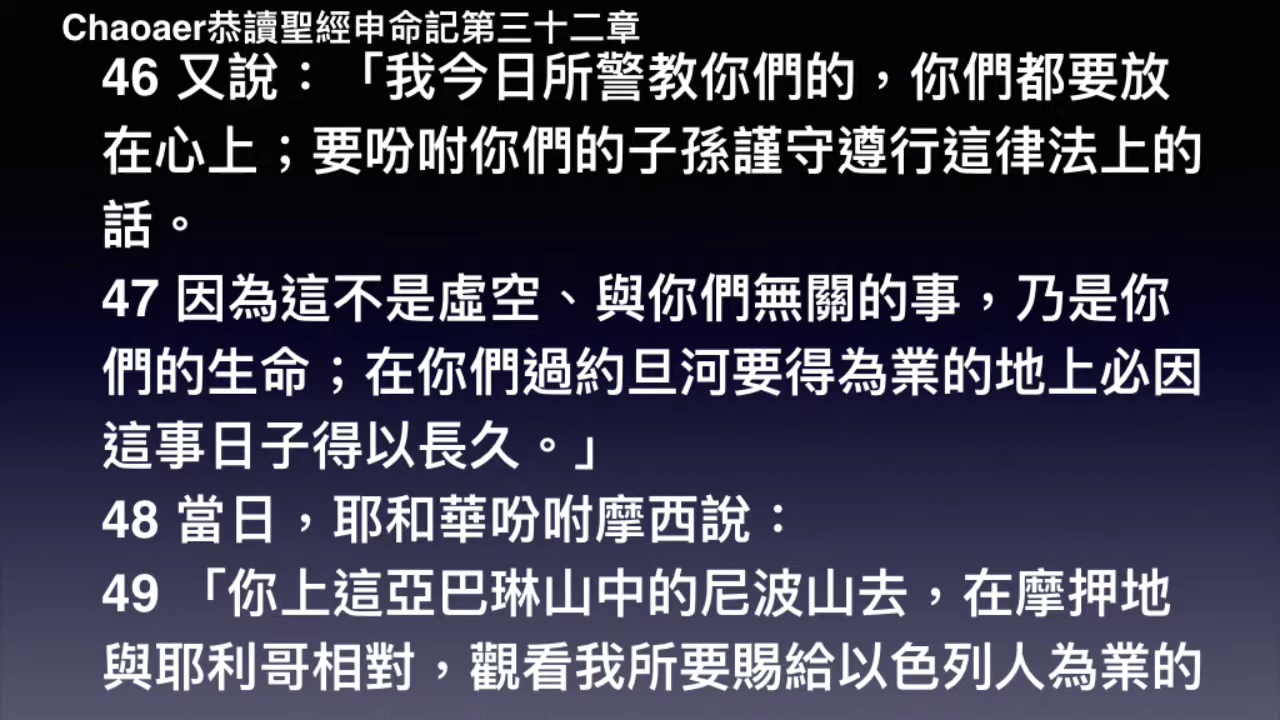 Chaoaer恭讀聖經申命記第三十二章
46 又說：「我今日所警教你們的，你們都要放
在心上；要吩咐你們的子孫謹守遵行這律法上的
話。
47 因為這不是虛空、與你們無關的事，乃是你
們的生命；在你們過約旦河要得為業的地上必因
這事日子得以長久。」
48 當日，耶和華吩咐摩西說：
49 「你上這亞巴琳山中的尼波山去，在摩押地
與耶利哥相對，觀看我所要賜給以色列人為業的